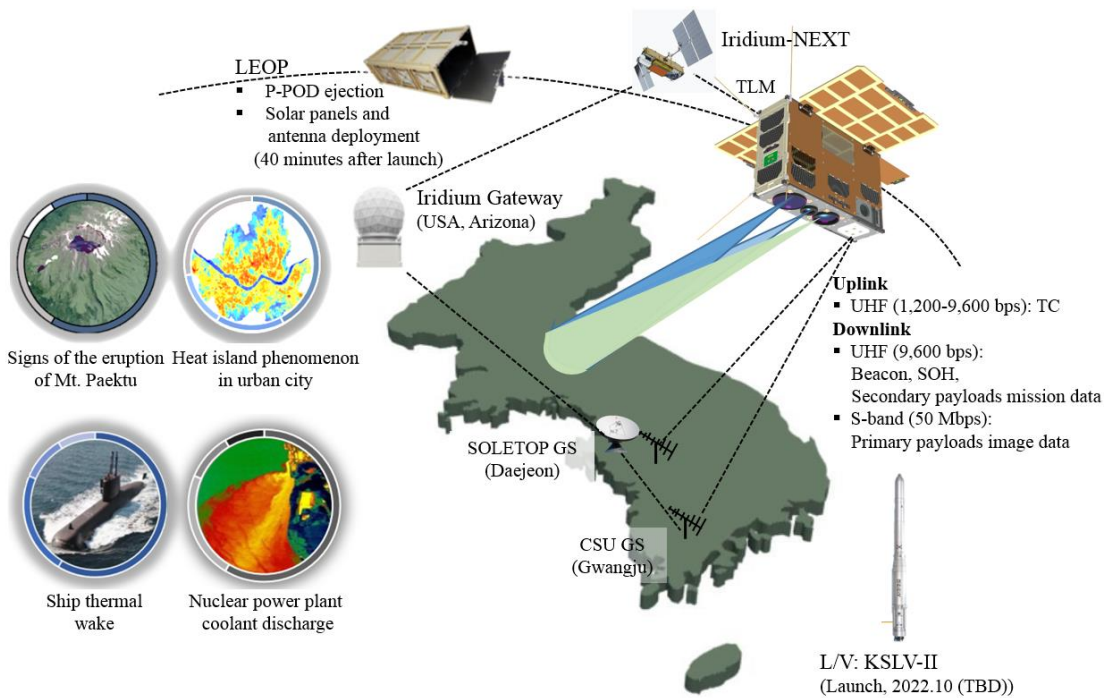 LEOP
▪ P-POD ejection
▪ Solar panels and
antenna deployment
(40 minutes after launch)
Iridium-NEXT
TLM
Iridium Gateway
(USA, Arizona)
Signs of the eruption
of Mt. Paektu
Heat island phenomenon
in urban city
Uplink
▪ UHF (1,200-9,600 bps): TC
Downlink
▪ UHF (9,600 bps):
Beacon, SOH,
Secondary payloads mission data
▪ S-band (50 Mbps):
Primary payloads image data
SOLETOP GS
(Daejeon)
CSU GS
(Gwangju)
Ship thermal
wake
Nuclear power plant
coolant discharge
L/V: KSLV-II
(Launch, 2022.10 (TBD))